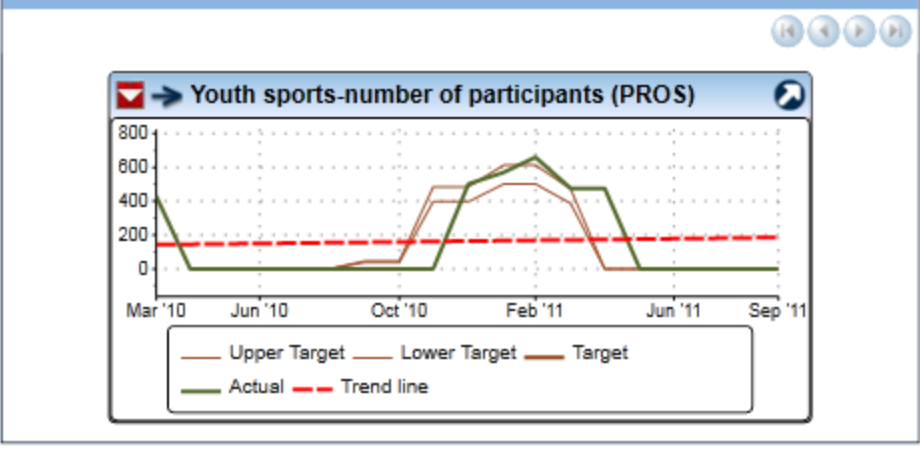 Youth sports-number of participants (PROS)
800
600
400
200
0
Mar '10 Jun '10 Oct '10 Feb '11 Jun '11 Sep '11
Upper Target Lower Target Target
Actual Trend line